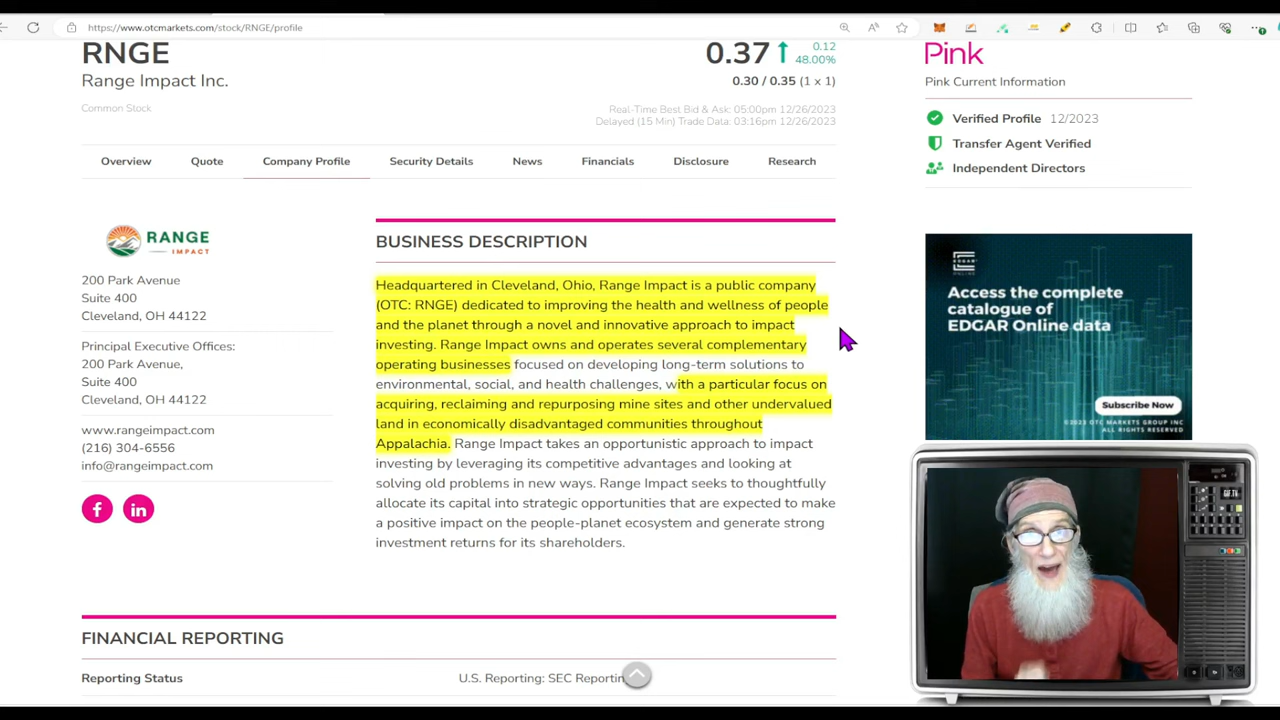 https://www.otcmarkets.com/stock/RNGE/profile
RNGE
Range Impact Inc.
Common Stock
0.37
0.12
48.00%
0.30 / 0.35 (1 x 1)
Real-Time Best Bid & Ask: 05:00pm 12/26/2023
Delayed (15 Min) Trade Data: 03:16pm 12/26/2023
Pink
Pink Current Information
Verified Profile 12/2023
Transfer Agent Verified
Independent Directors
Overview
Quote
Company Profile
Security Details
News
Financials
Disclosure
Research
RANGE
IMPACT
200 Park Avenue
Suite 400
Cleveland, OH 44122
Principal Executive Offices:
200 Park Avenue,
Suite 400
Cleveland, OH 44122
www.rangeimpact.com
(216) 304-6556
info@rangeimpact.com
BUSINESS DESCRIPTION
Headquartered in Cleveland, Ohio, Range Impact is a public company
(OTC: RNGE) dedicated to improving the health and wellness of people
and the planet through a novel and innovative approach to impact
investing. Range Impact owns and operates several complementary
operating businesses focused on developing long-term solutions to
environmental, social, and health challenges, with a particular focus on
acquiring, reclaiming and repurposing mine sites and other undervalued
land in economically disadvantaged communities throughout
Appalachia. Range Impact takes an opportunistic approach to impact
investing by leveraging its competitive advantages and looking at
solving old problems in new ways. Range Impact seeks to thoughtfully
allocate its capital into strategic opportunities that are expected to make
a positive impact on the people-planet ecosystem and generate strong
investment returns for its shareholders.
Access the complete
catalogue of
EDGAR Online data
Subscribe Now
©2023 OTC MARKETS GROUP INC
ALL RIGHTS RESERVED
GIF.TV
FINANCIAL REPORTING
Reporting Status
U.S. Reporting: SEC Reportin